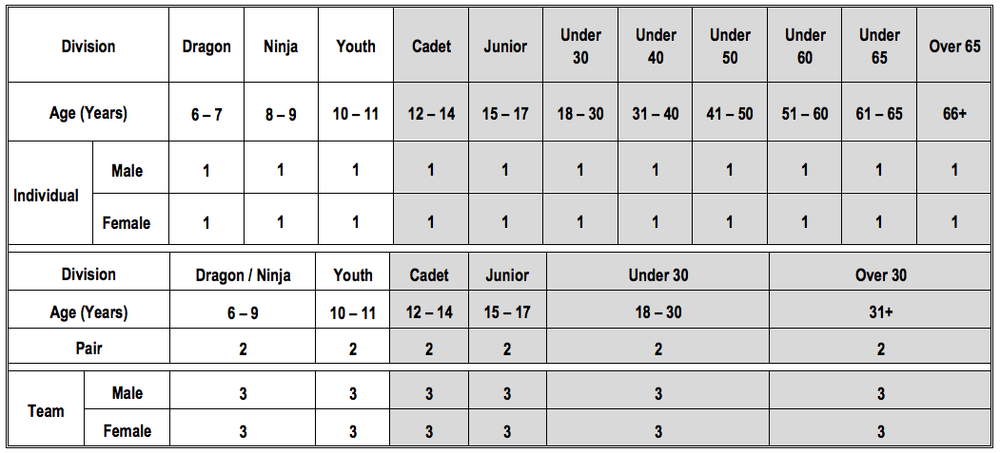 Division Dragon Ninja Youth Cadet Junior Under 30 Under 40 Under 50 Under 60 Under 65 Over 65
Age (Years) 6 – 7 8 – 9 10 – 11 12 – 14 15 – 17 18 – 30 31 – 40 41 – 50 51 – 60 61 – 65 66+
Individual Male 1 1 1 1 1 1 1 1 1 1 1
Female 1 1 1 1 1 1 1 1 1 1 1
Division Dragon / Ninja Youth Cadet Junior Under 30 Over 30
Age (Years) 6 – 9 10 – 11 12 – 14 15 – 17 18 – 30 31+
Pair 2 2 2 2 2 2
Team Male 3 3 3 3 3 3
Female 3 3 3 3 3 3